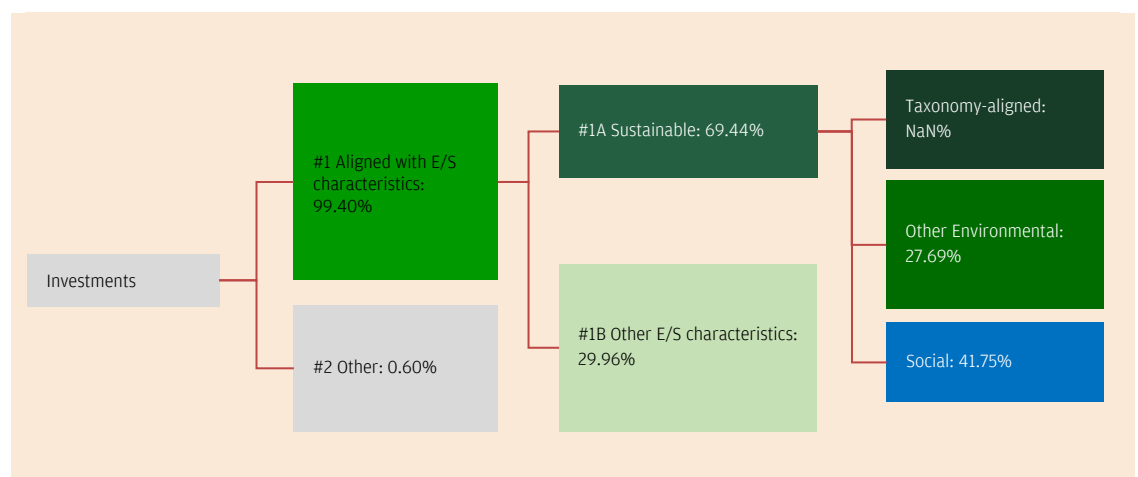 Investments
#1 Aligned with E/S
characteristics:
99.40%
#2 Other: 0.60%
#1A Sustainable: 69.44%
#1B Other E/S characteristics:
29.96%
Taxonomy-aligned:
NaN%
Other Environmental:
27.69%
Social: 41.75%